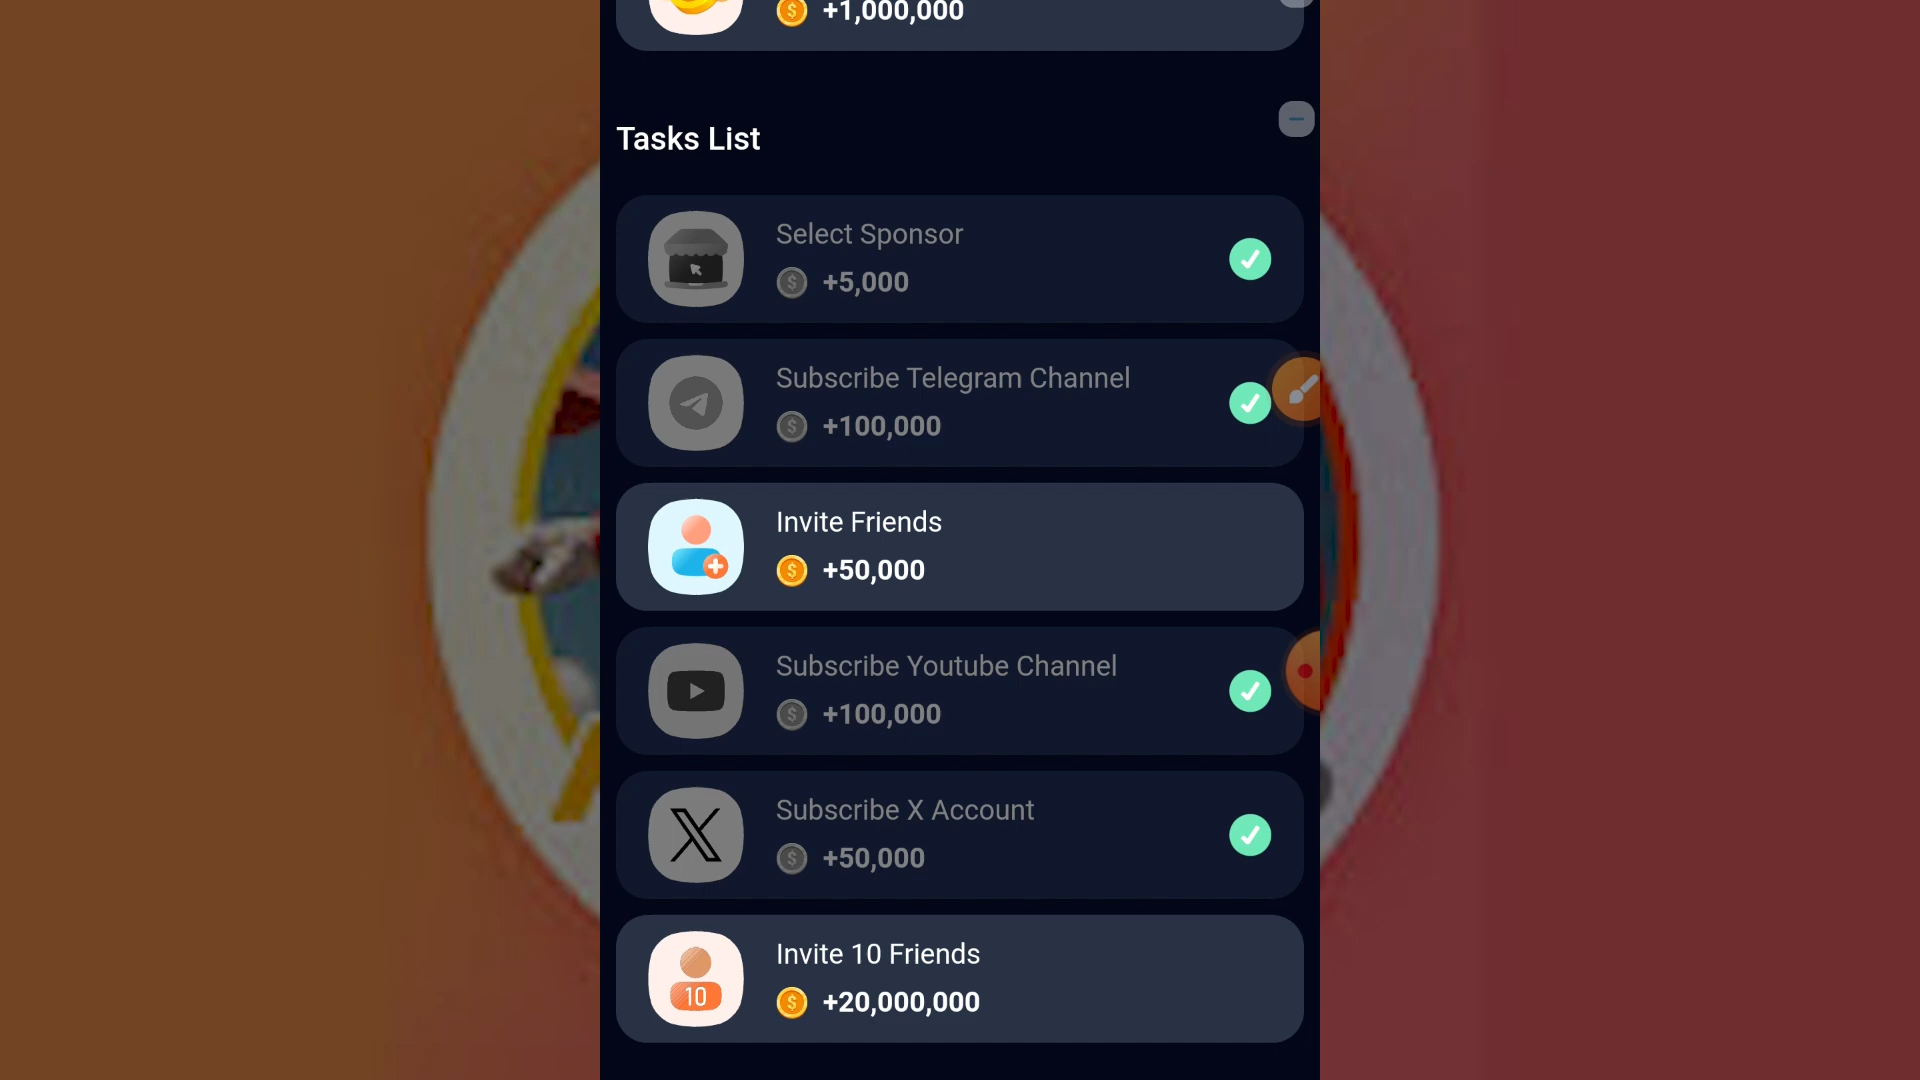 +1,000,000
Tasks List
Select Sponsor
+5,000
Subscribe Telegram Channel
+100,000
Invite Friends
+50,000
Subscribe Youtube Channel
+100,000
Subscribe X Account
+50,000
Invite 10 Friends
10
+20,000,000